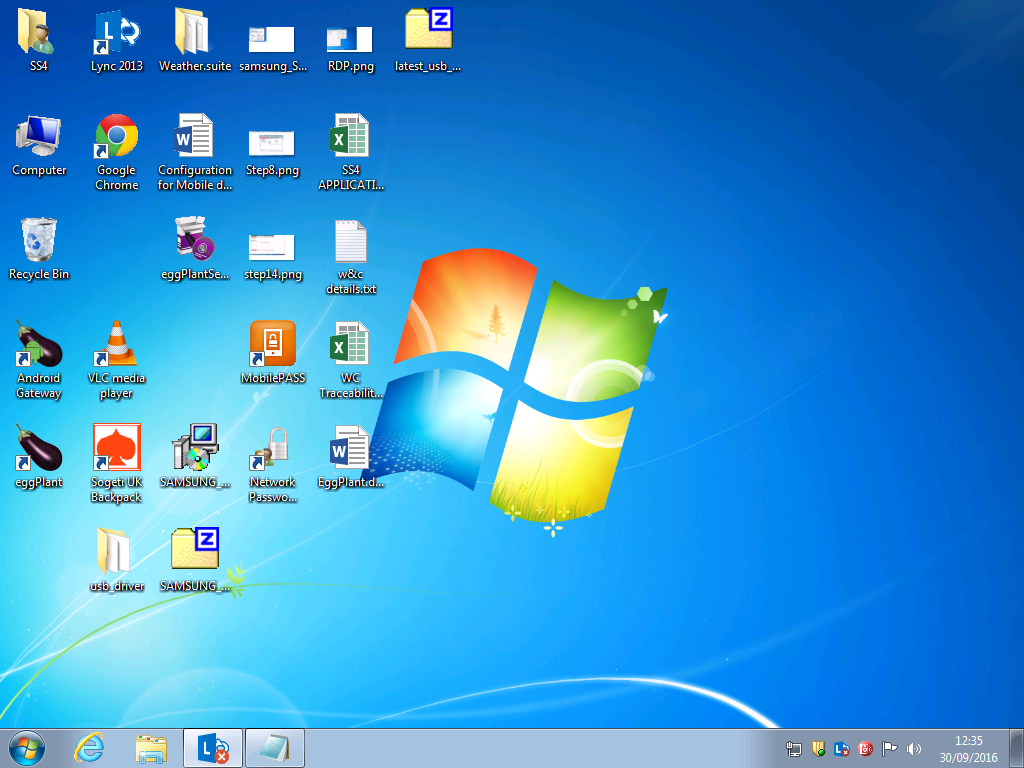 SS4
Lync 2013
Weather.suite
samsung_S...
RDP.png
latest_usb_...
Computer
Google
Chrome
Configuration
for Mobile d...
Step8.png
SS4
APPLICATI...
Recycle Bin
eggPlantSe...
step14.png
w&c
details.txt
Android
Gateway
VLC media
player
MobilePASS
WC
Traceabilit...
eggPlant
Sogeti UK
Backpack
SAMSUNG_...
Network
Passwo...
EggPlant.d...
usb_driver
SAMSUNG_...
12:35
30/09/2016